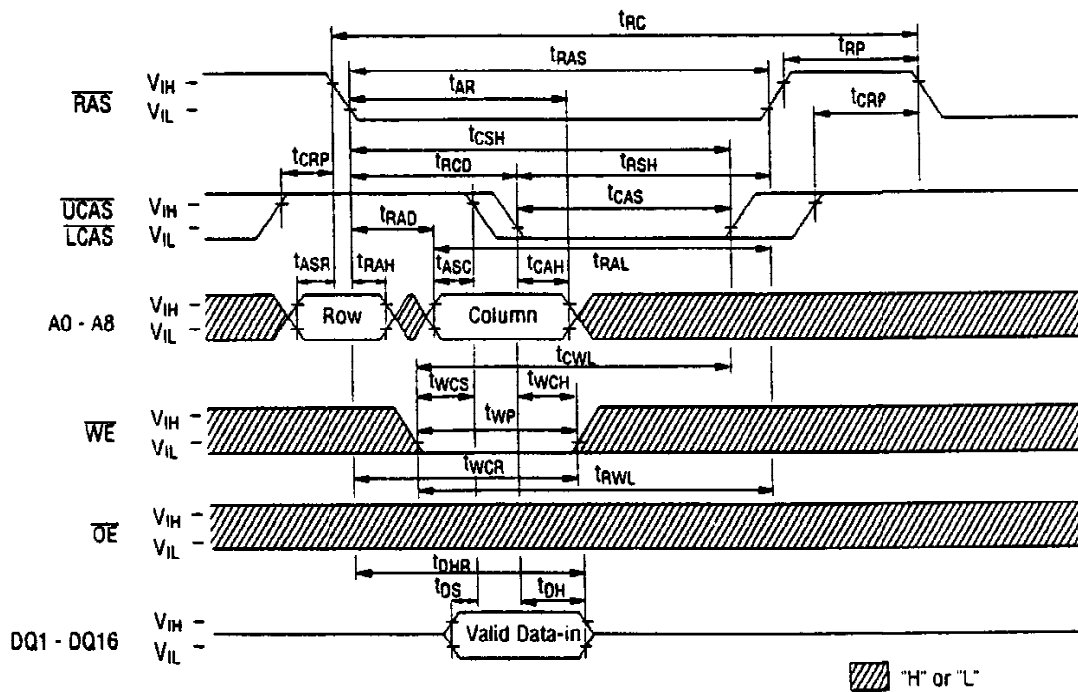 tRC
tRP
tRAS
tAR
RAS
VIH
VIL
tCRP
tCSH
tCRP
tRCD
tRSH
UCAS
LCAS
VIH
VIL
tRAD
tCAS
tASR
tRAH
tASC
tCAH
tRAL
A0 - A8
VIH
VIL
Row
Column
tCWL
tWCS
tWCH
tWP
WE
VIH
VIL
tWCR
tRWL
OE
VIH
VIL
tDHR
tDS
tDH
DQ1 - DQ16
VIH
VIL
Valid Data-in
"H" or "L"